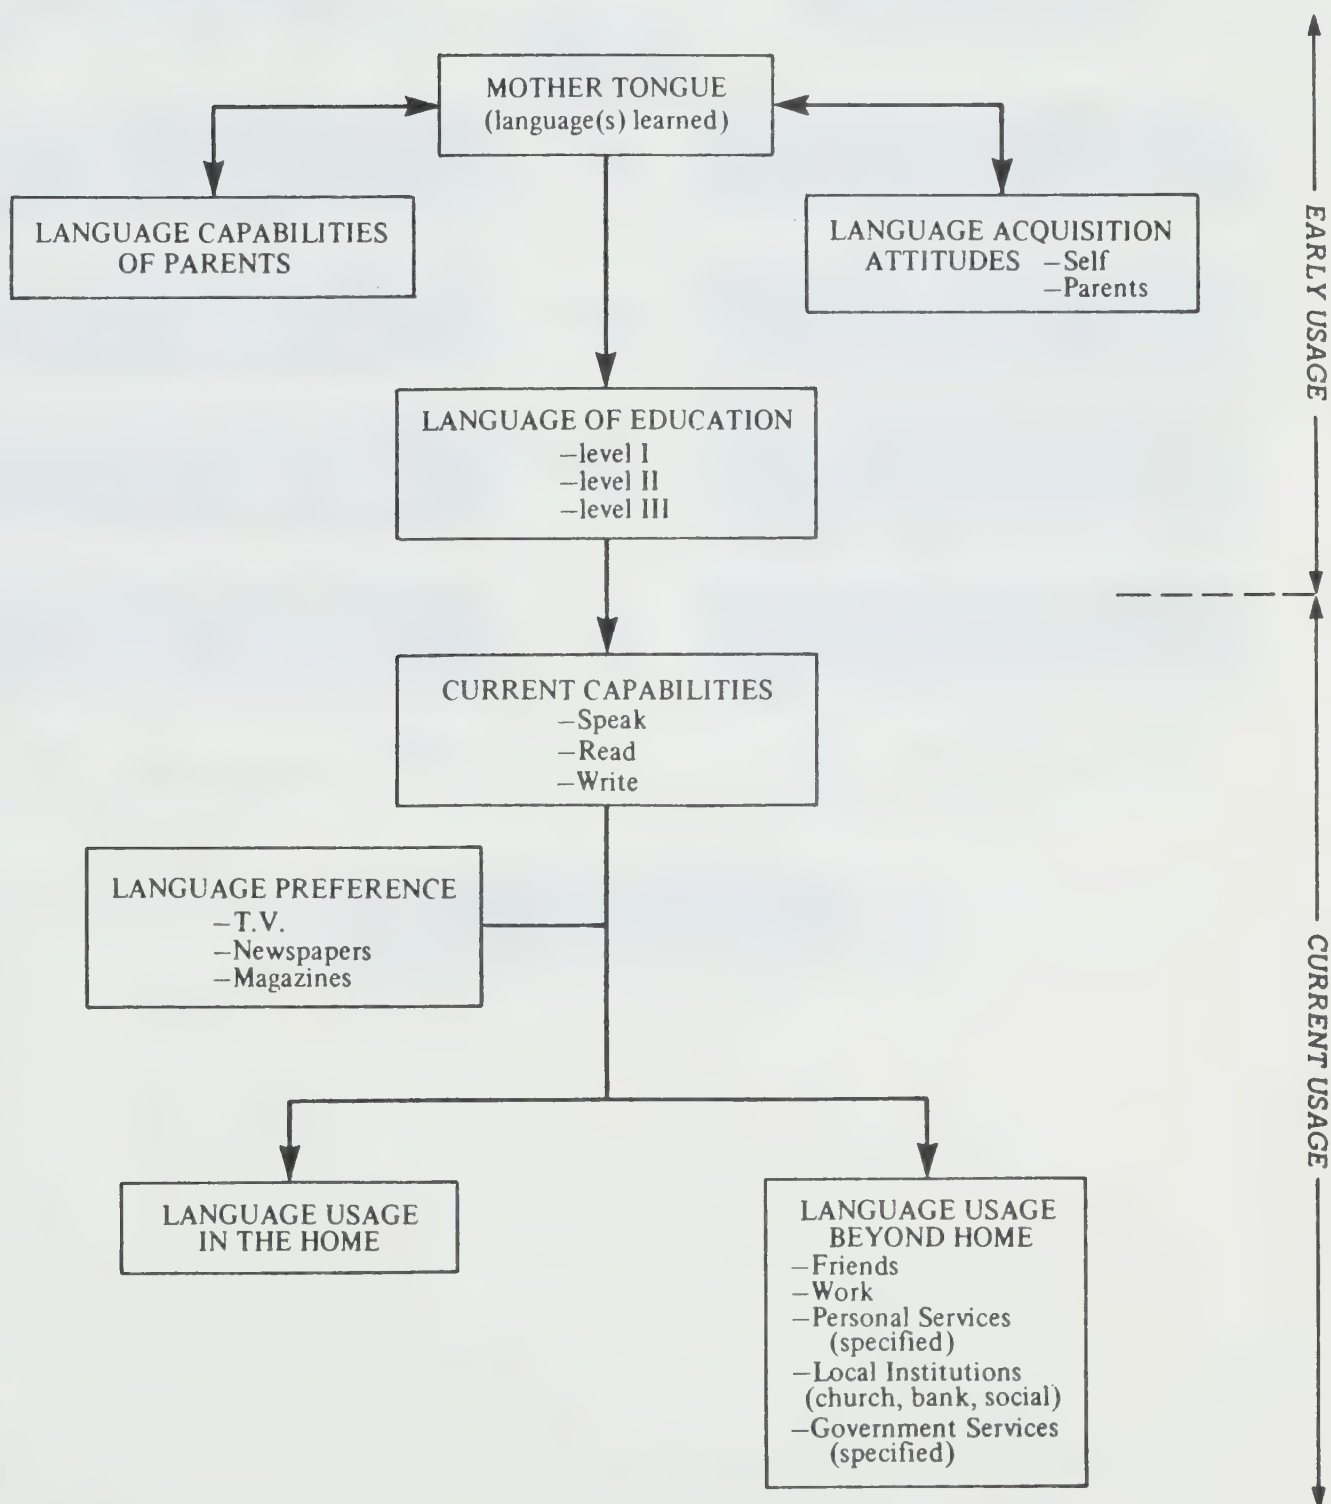 MOTHER TONGUE
(language(s) learned)
LANGUAGE CAPABILITIES
OF PARENTS
LANGUAGE ACQUISITION
ATTITUDES –Self
–Parents
EARLY USAGE
LANGUAGE OF EDUCATION
–level I
–level II
–level III
CURRENT CAPABILITIES
–Speak
–Read
–Write
LANGUAGE PREFERENCE
–T.V.
–Newspapers
–Magazines
CURRENT USAGE
LANGUAGE USAGE
IN THE HOME
LANGUAGE USAGE
BEYOND HOME
–Friends
–Work
–Personal Services
(specified)
–Local Institutions
(church, bank, social)
–Government Services
(specified)